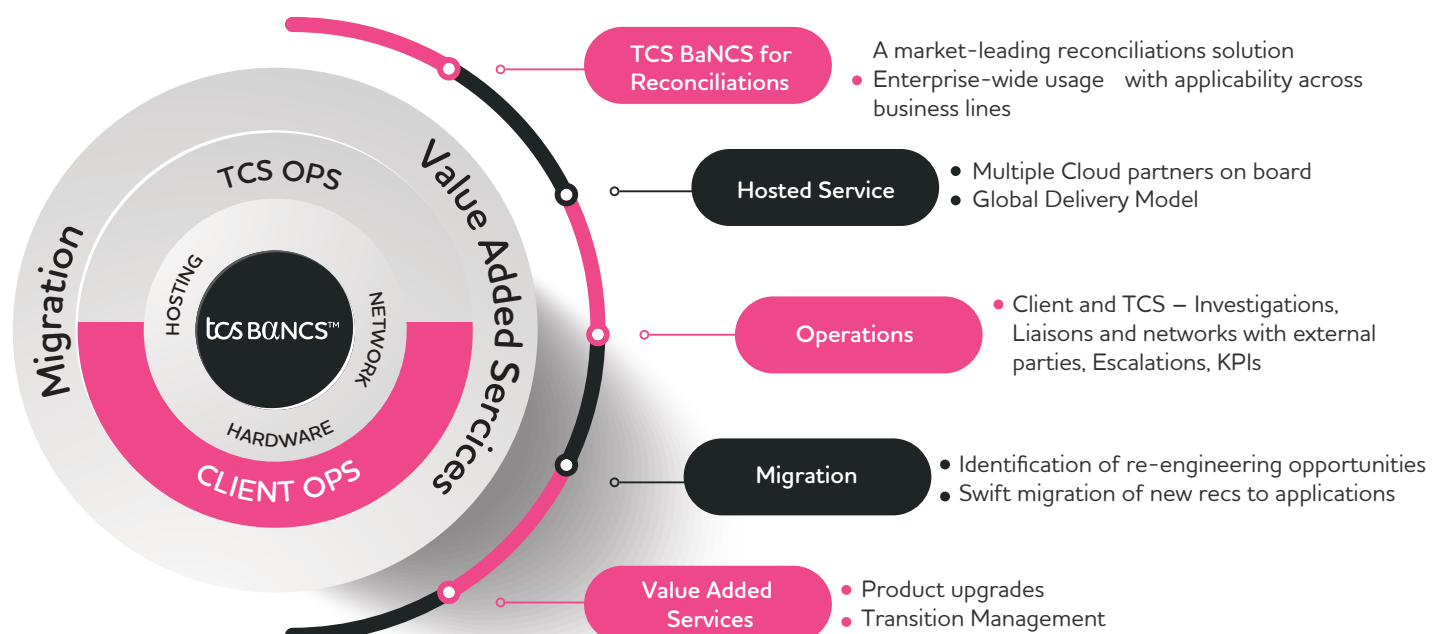 TCS BaNCS for
Reconciliations
A market-leading reconciliations solution
• Enterprise-wide usage with applicability across
business lines
Hosted Service
• Multiple Cloud partners on board
• Global Delivery Model
Operations
• Client and TCS – Investigations,
Liaisons and networks with external
parties, Escalations, KPIs
Migration
• Identification of re-engineering opportunities
• Swift migration of new recs to applications
Value Added
Services
• Product upgrades
• Transition Management
Migration
Value Added Sercices
TCS OPS
CLIENT OPS
HOSTING
NETWORK
HARDWARE
tcs BαNCS™